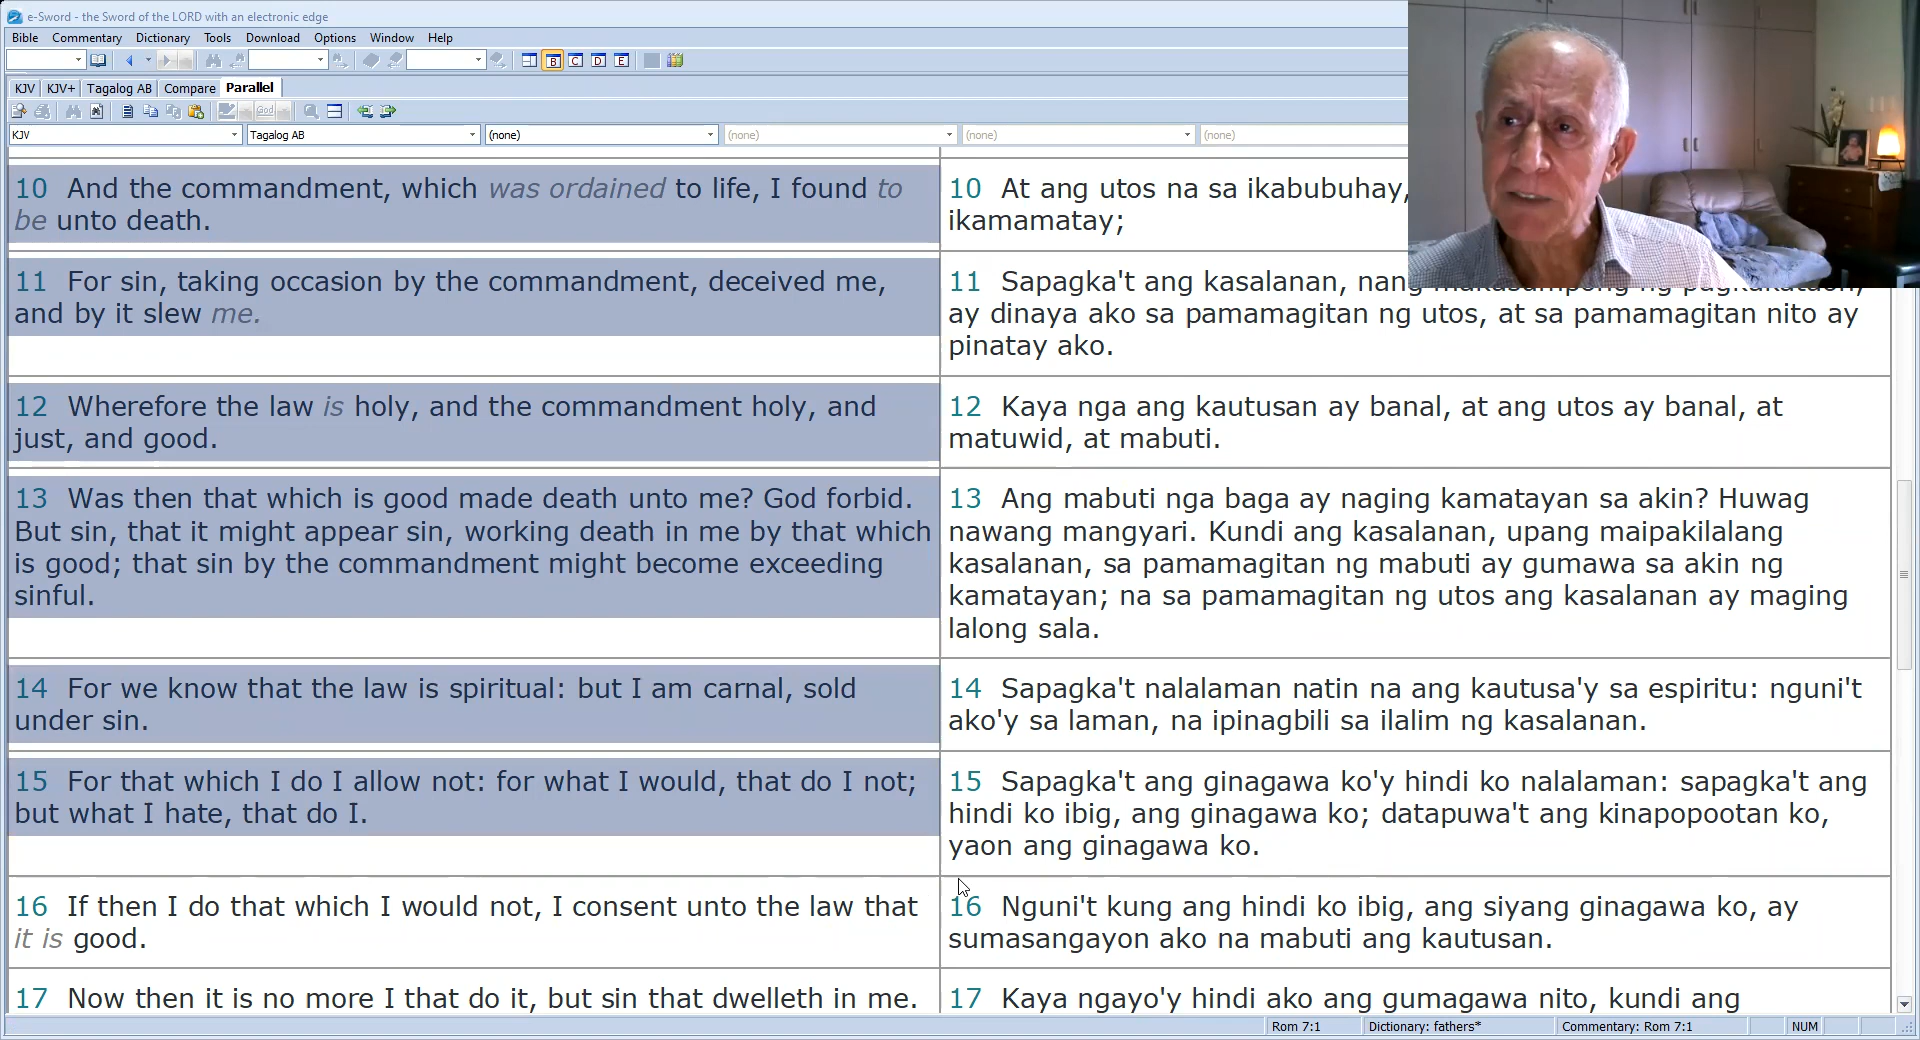 e-Sword - the Sword of the LORD with an electronic edge
Bible Commentary Dictionary Tools Download Options Window Help
B C D E
KJV KJV+ Tagalog AB Compare Parallel
God
KJV Tagalog AB (none) (none) (none) (none)
10 And the commandment, which was ordained to life, I found to
be unto death.
11 For sin, taking occasion by the commandment, deceived me,
and by it slew me.
12 Wherefore the law is holy, and the commandment holy, and
just, and good.
13 Was then that which is good made death unto me? God forbid.
But sin, that it might appear sin, working death in me by that which
is good; that sin by the commandment might become exceeding
sinful.
14 For we know that the law is spiritual: but I am carnal, sold
under sin.
15 For that which I do I allow not: for what I would, that do I not;
but what I hate, that do I.
16 If then I do that which I would not, I consent unto the law that
it is good.
17 Now then it is no more I that do it, but sin that dwelleth in me.
10 At ang utos na sa ikabubuhay,
ikamamatay;
11 Sapagka't ang kasalanan, nang
ay dinaya ako sa pamamagitan ng utos, at sa pamamagitan nito ay
pinatay ako.
12 Kaya nga ang kautusan ay banal, at ang utos ay banal, at
matuwid, at mabuti.
13 Ang mabuti nga baga ay naging kamatayan sa akin? Huwag
nawang mangyari. Kundi ang kasalanan, upang maipakilalang
kasalanan, sa pamamagitan ng mabuti ay gumawa sa akin ng
kamatayan; na sa pamamagitan ng utos ang kasalanan ay maging
lalong sala.
14 Sapagka't nalalaman natin na ang kautusa'y sa espiritu: nguni't
ako'y sa laman, na ipinagbili sa ilalim ng kasalanan.
15 Sapagka't ang ginagawa ko'y hindi ko nalalaman: sapagka't ang
hindi ko ibig, ang ginagawa ko; datapuwa't ang kinapopootan ko,
yaon ang ginagawa ko.
16 Nguni't kung ang hindi ko ibig, ang siyang ginagawa ko, ay
sumasangayon ako na mabuti ang kautusan.
17 Kaya ngayo'y hindi ako ang gumagawa nito, kundi ang
Rom 7:1 Dictionary: fathers* Commentary: Rom 7:1 NUM